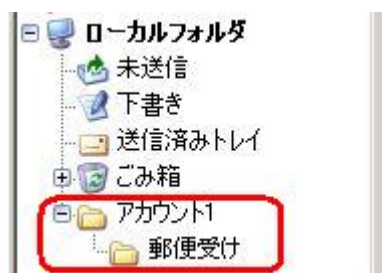 ローカルフォルダ
未送信
下書き
送信済みトレイ
ごみ箱
アカウント1
郵便受け